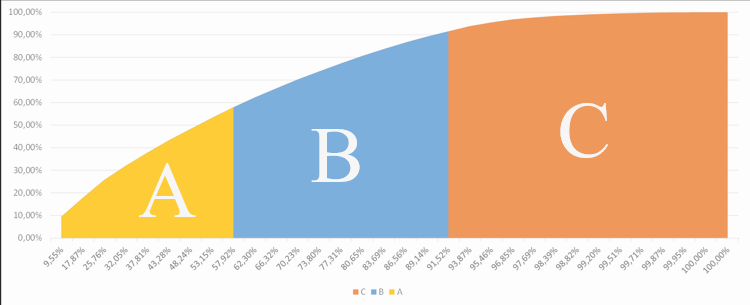 100,00%
90,00%
80,00%
70,00%
60,00%
50,00%
40,00%
30,00%
20,00%
10,00%
0,00%
A
B
C
9,55% 17,87% 25,76% 32,05% 37,81% 43,28% 48,24% 53,15% 57,92% 62,30% 66,32% 70,23% 73,80% 77,31% 80,65% 83,69% 86,56% 89,14% 91,52% 93,87% 95,46% 96,85% 97,69% 98,39% 98,82% 99,20% 99,51% 99,71% 99,87% 99,95% 100,00% 100,00%
C B A